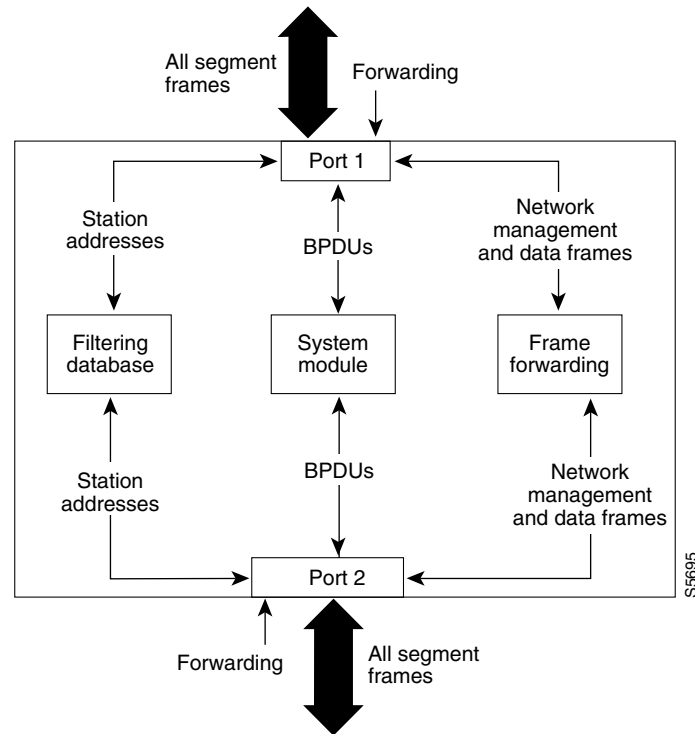 All segment
frames
Forwarding
Port 1
Station
addresses
BPDUs
Network
management
and data frames
Filtering
database
System
module
Frame
forwarding
Station
addresses
BPDUs
Network
management
and data frames
Port 2
S5695
Forwarding
All segment
frames